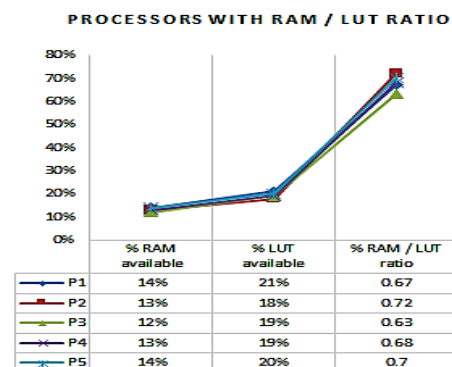 PROCESSORS WITH RAM / LUT RATIO
80%
70%
60%
50%
40%
30%
20%
10%
0%
% RAM available % LUT available % RAM / LUT ratio
P1 14% 21% 0.67
P2 13% 18% 0.72
P3 12% 19% 0.63
P4 13% 19% 0.68
P5 14% 20% 0.7